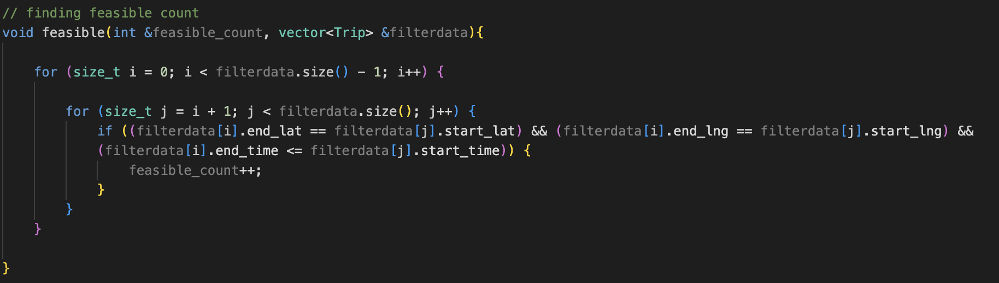 // finding feasible count
void feasible(int &feasible_count, vector<Trip> &filterdata){
for (size_t i = 0; i < filterdata.size() - 1; i++) {
for (size_t j = i + 1; j < filterdata.size(); j++) {
if ((filterdata[i].end_lat == filterdata[j].start_lat) && (filterdata[i].end_lng == filterdata[j].start_lng) &&
(filterdata[i].end_time <= filterdata[j].start_time)) {
feasible_count++;
}
}
}
}